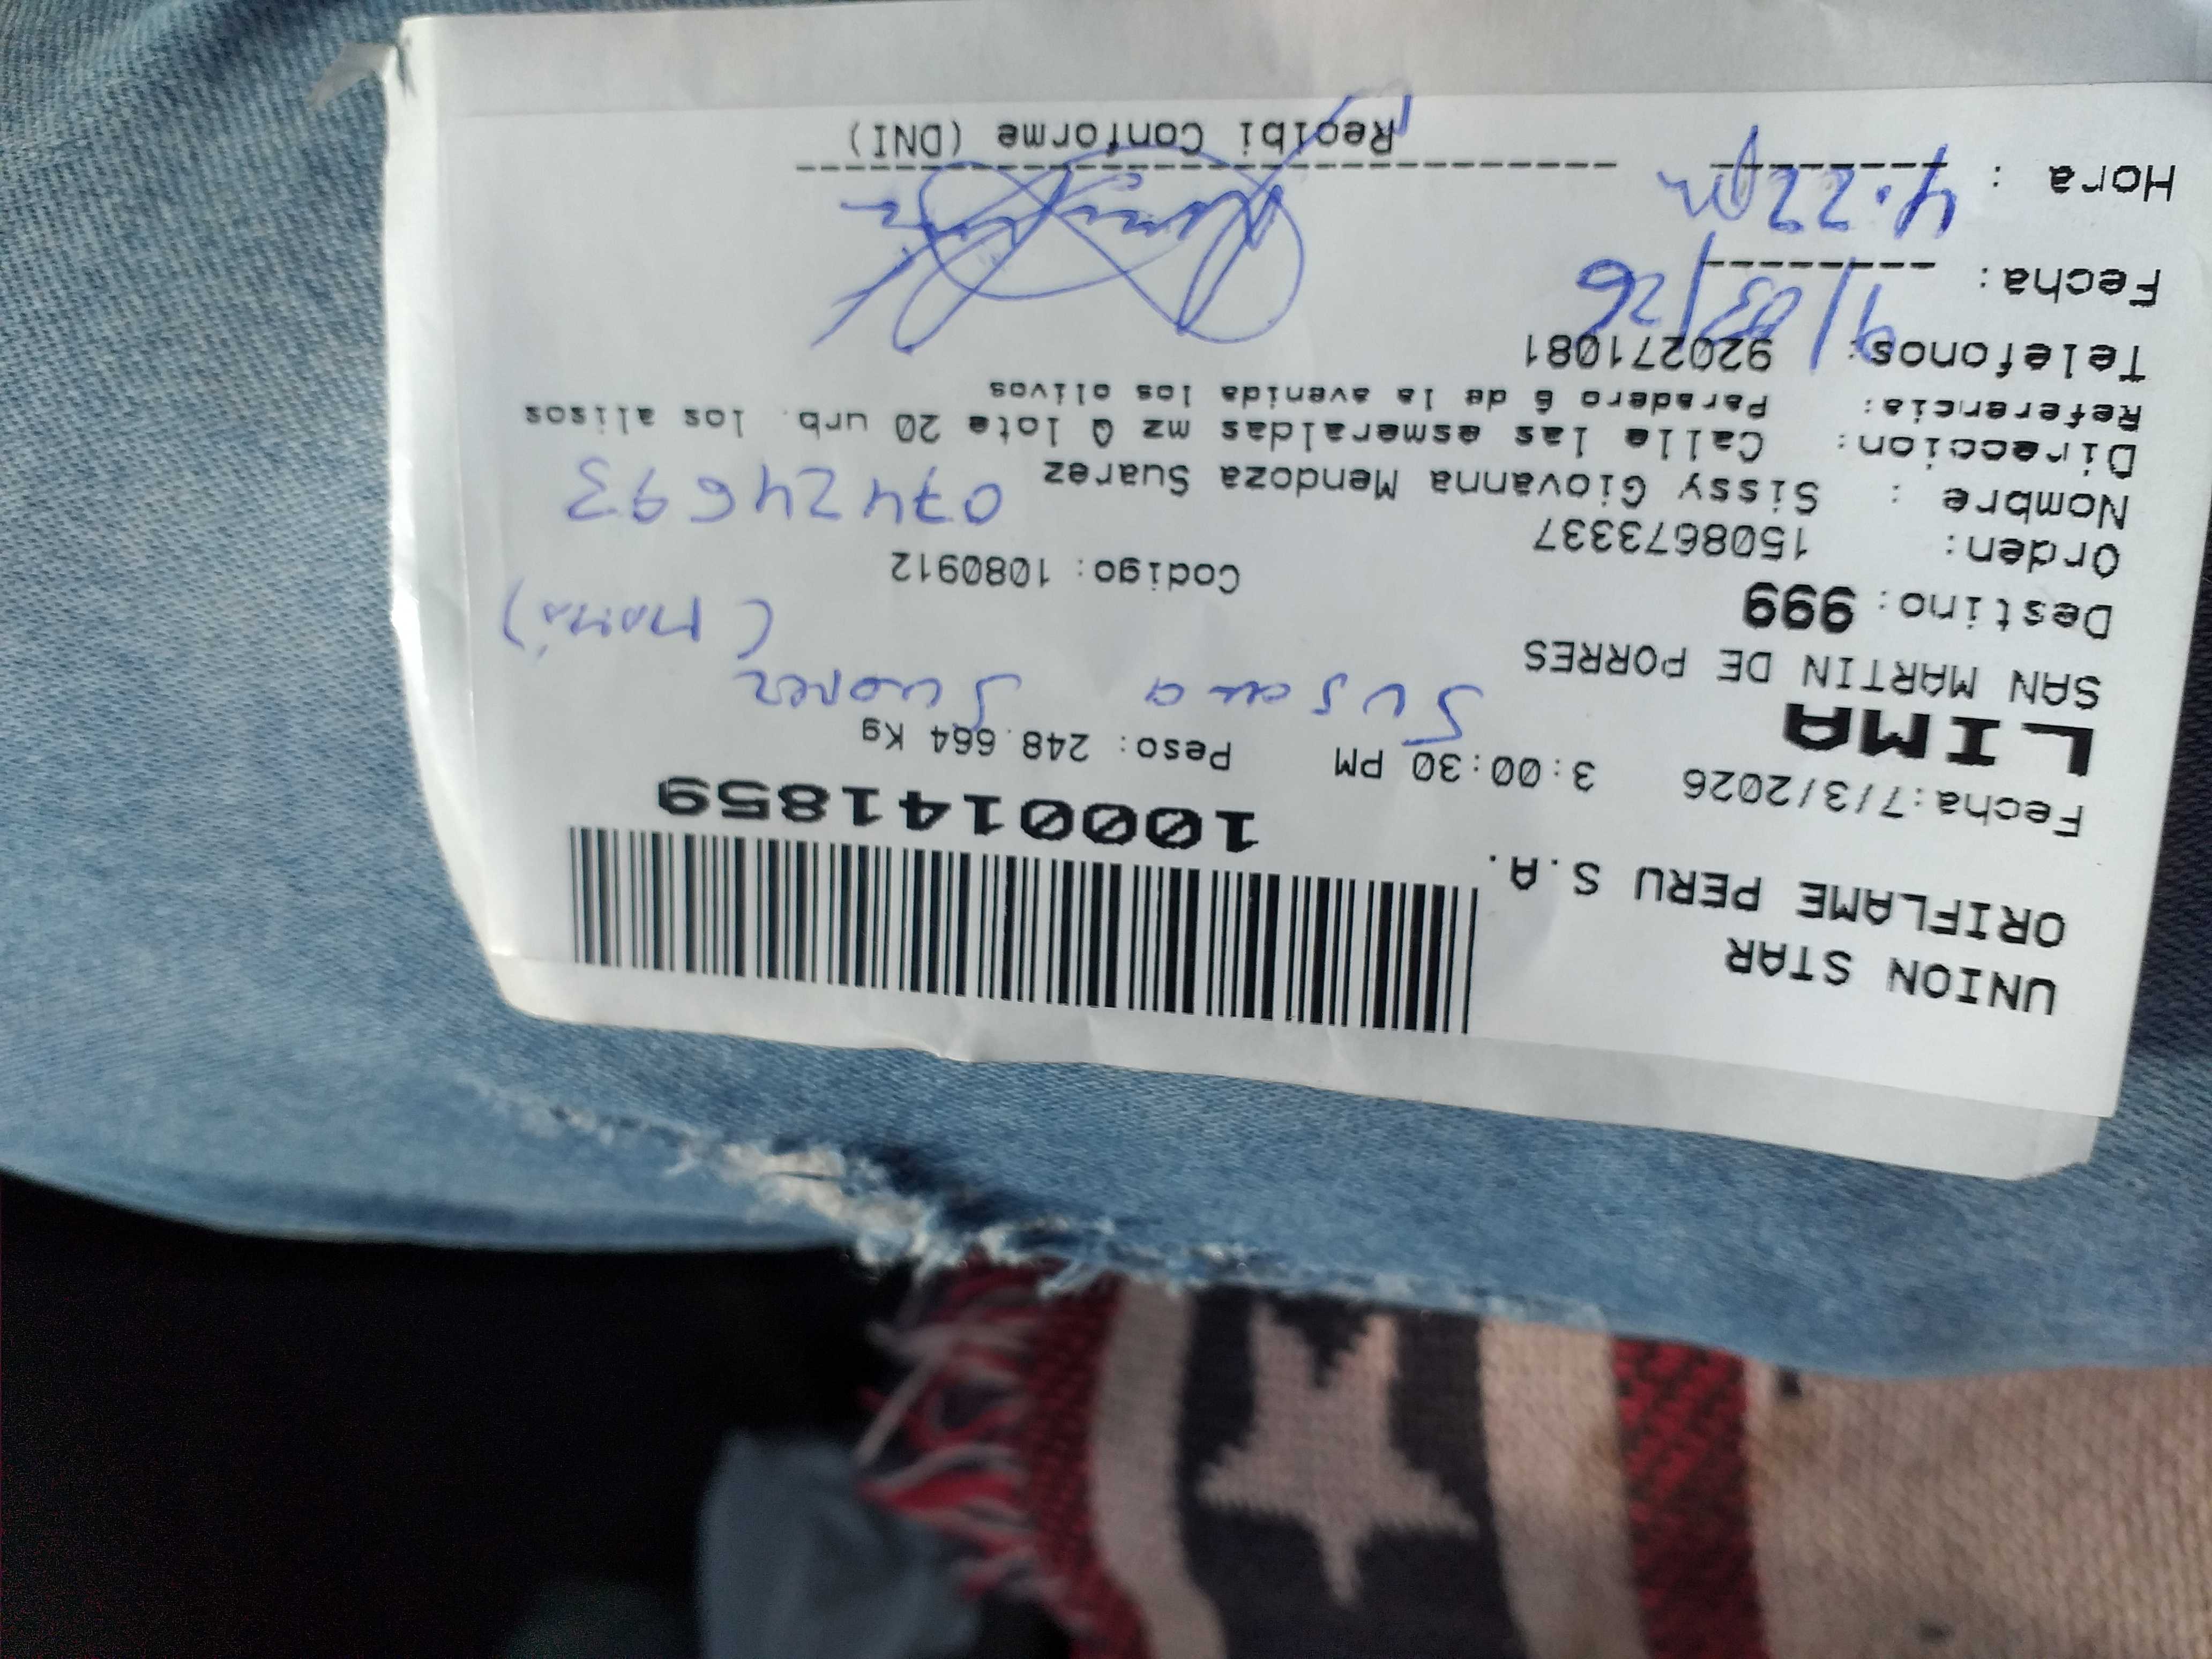 UNION STAR
ORIFLAME PERU S.A.
1000141859
Fecha:7/3/2026 3:00:30 PM Peso: 248.664 Kg
LIMA
Susana Suarez
SAN MARTIN DE PORRES
(mamá)
Destino: 999 Codigo: 1080912
Orden: 1508673337
07424693
Nombre : Sissy Giovanna Mendoza Suarez
Direccion: Calle las esmeraldas mz Q lote 20 urb. los alisos
Referencia: Paradero 6 de la avenida los olivos
Telefonos: 920271081
Fecha: 9/03/26
Hora : 4:22pm
Recibi Conforme (DNI)